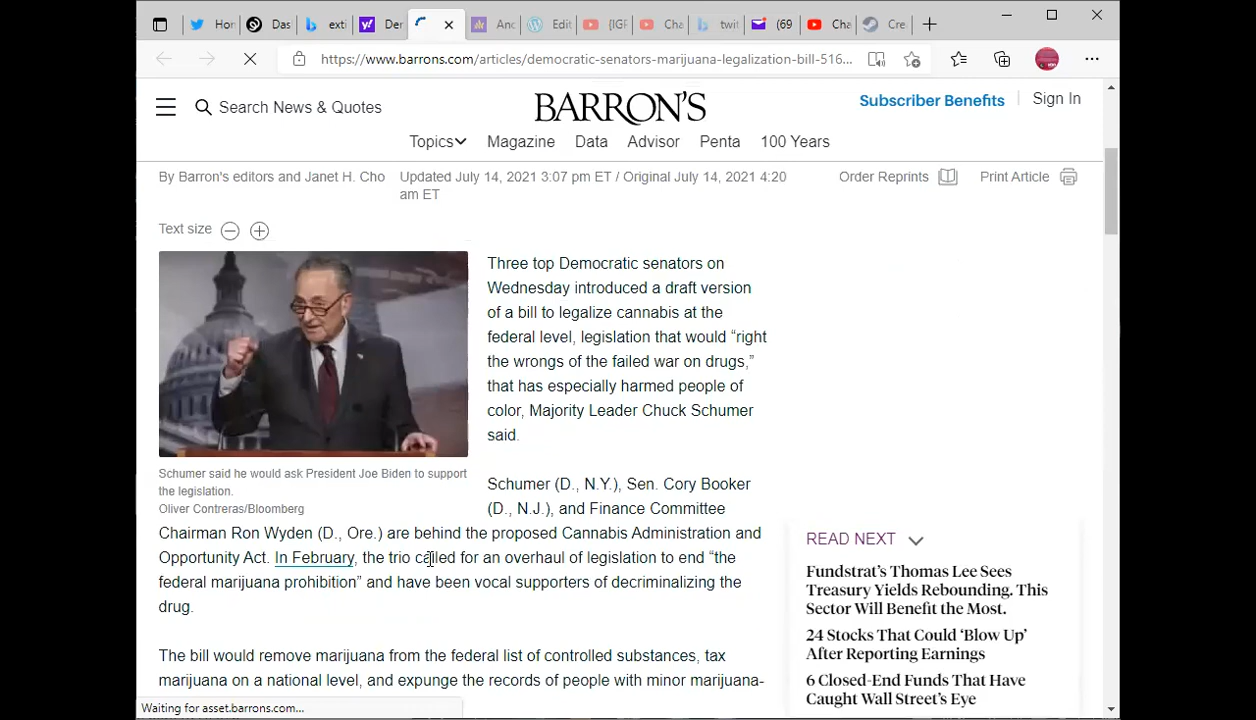 Hon
Das
exti
Der
Anc
Edit
{IGF
Cha
twit
(69
Cha
Cre
https://www.barrons.com/articles/democratic-senators-marijuana-legalization-bill-516...
Search News & Quotes
BARRON'S
Subscriber Benefits
Sign In
Topics
Magazine
Data
Advisor
Penta
100 Years
By Barron's editors and Janet H. Cho
Updated July 14, 2021 3:07 pm ET / Original July 14, 2021 4:20
am ET
Order Reprints
Print Article
Text size
Three top Democratic senators on
Wednesday introduced a draft version
of a bill to legalize cannabis at the
federal level, legislation that would “right
the wrongs of the failed war on drugs,”
that has especially harmed people of
color, Majority Leader Chuck Schumer
said.
Schumer said he would ask President Joe Biden to support
the legislation.
Oliver Contreras/Bloomberg
Schumer (D., N.Y.), Sen. Cory Booker
(D., N.J.), and Finance Committee
Chairman Ron Wyden (D., Ore.) are behind the proposed Cannabis Administration and
Opportunity Act. In February, the trio called for an overhaul of legislation to end “the
federal marijuana prohibition” and have been vocal supporters of decriminalizing the
drug.
The bill would remove marijuana from the federal list of controlled substances, tax
marijuana on a national level, and expunge the records of people with minor marijuana-
READ NEXT
Fundstrat’s Thomas Lee Sees
Treasury Yields Rebounding. This
Sector Will Benefit the Most.
24 Stocks That Could ‘Blow Up’
After Reporting Earnings
6 Closed-End Funds That Have
Caught Wall Street’s Eye
Waiting for asset.barrons.com...